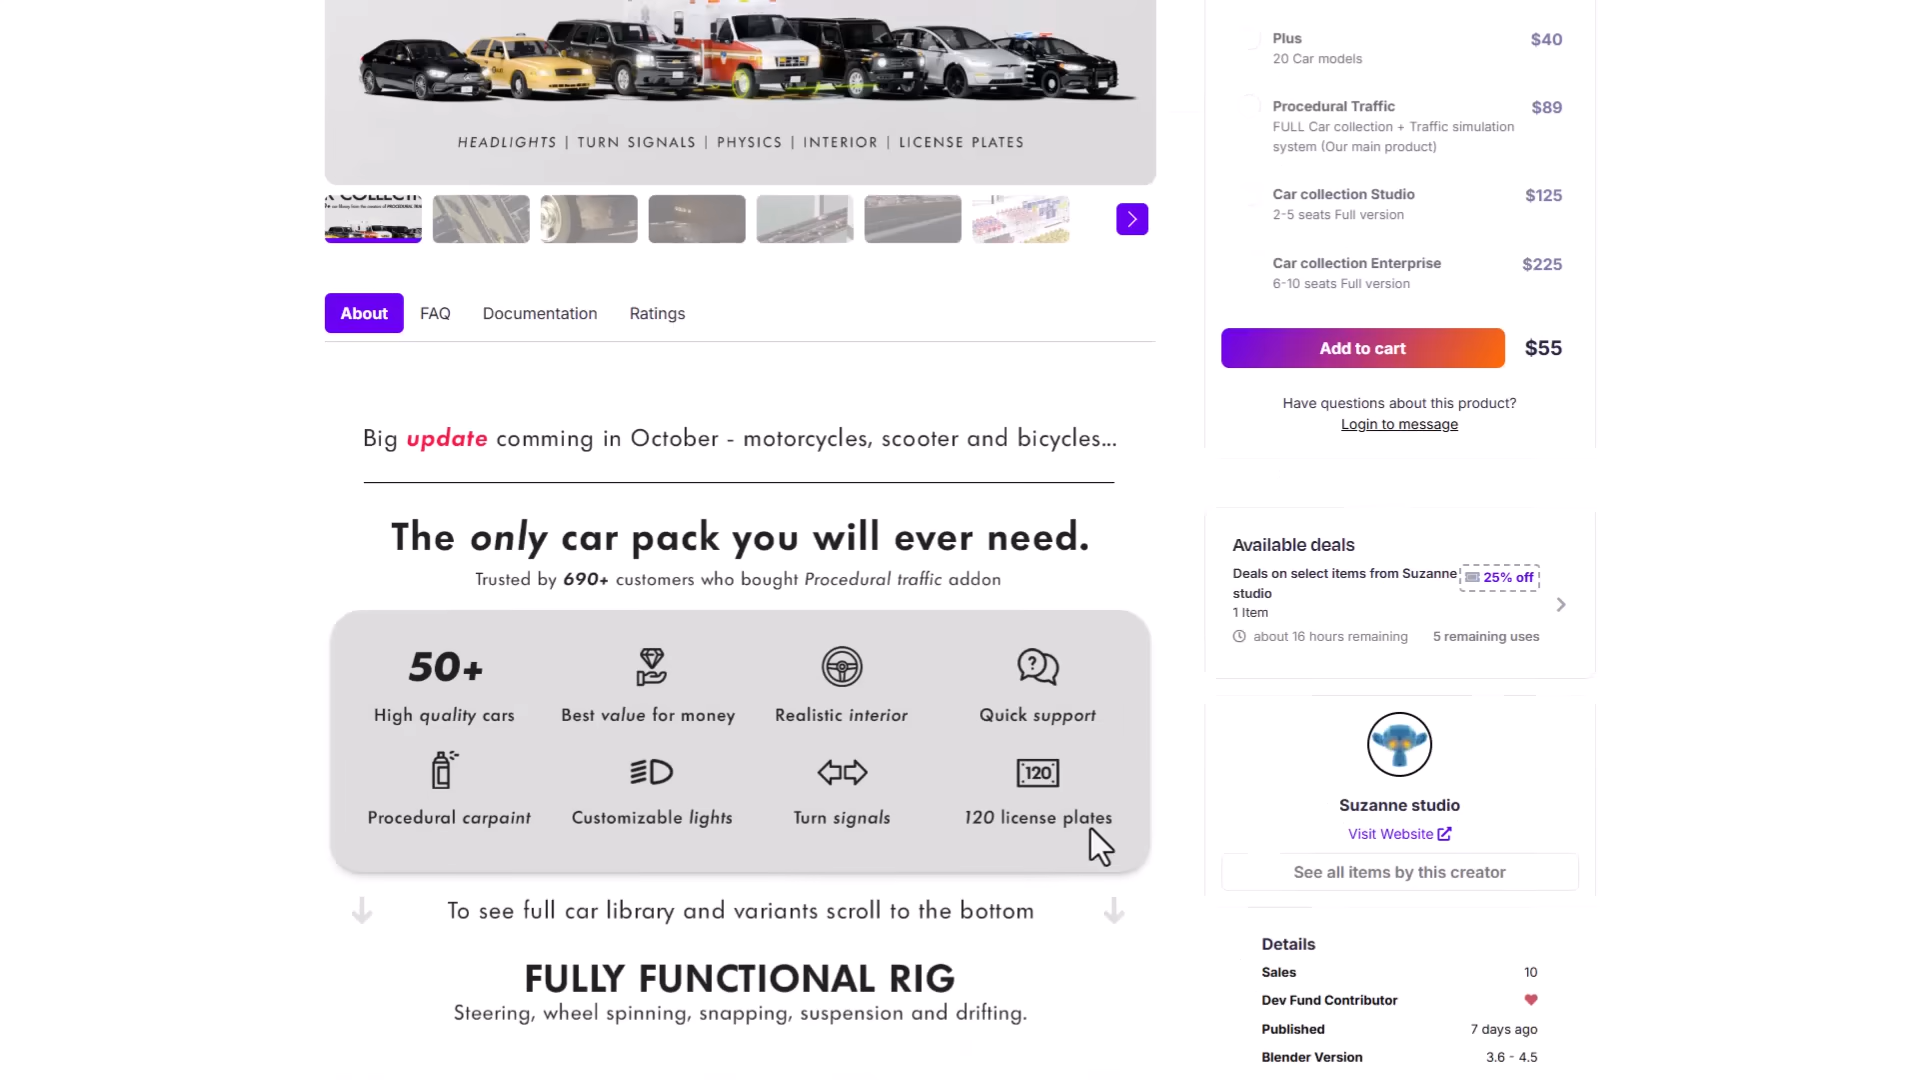 HEADLIGHTS | TURN SIGNALS | PHYSICS | INTERIOR | LICENSE PLATES
About
FAQ
Documentation
Ratings
Big update comming in October - motorcycles, scooter and bicycles...
The only car pack you will ever need.
Trusted by 690+ customers who bought Procedural traffic addon
50+
High quality cars
Best value for money
Realistic interior
Quick support
Procedural carpaint
Customizable lights
Turn signals
120
120 license plates
To see full car library and variants scroll to the bottom
FULLY FUNCTIONAL RIG
Steering, wheel spinning, snapping, suspension and drifting.
Plus
$40
20 Car models
Procedural Traffic
$89
FULL Car collection + Traffic simulation
system (Our main product)
Car collection Studio
$125
2-5 seats Full version
Car collection Enterprise
$225
6-10 seats Full version
Add to cart
$55
Have questions about this product?
Login to message
Available deals
Deals on select items from Suzanne
studio
25% off
1 Item
about 16 hours remaining
5 remaining uses
Suzanne studio
Visit Website
See all items by this creator
Details
Sales
10
Dev Fund Contributor
Published
7 days ago
Blender Version
3.6 - 4.5